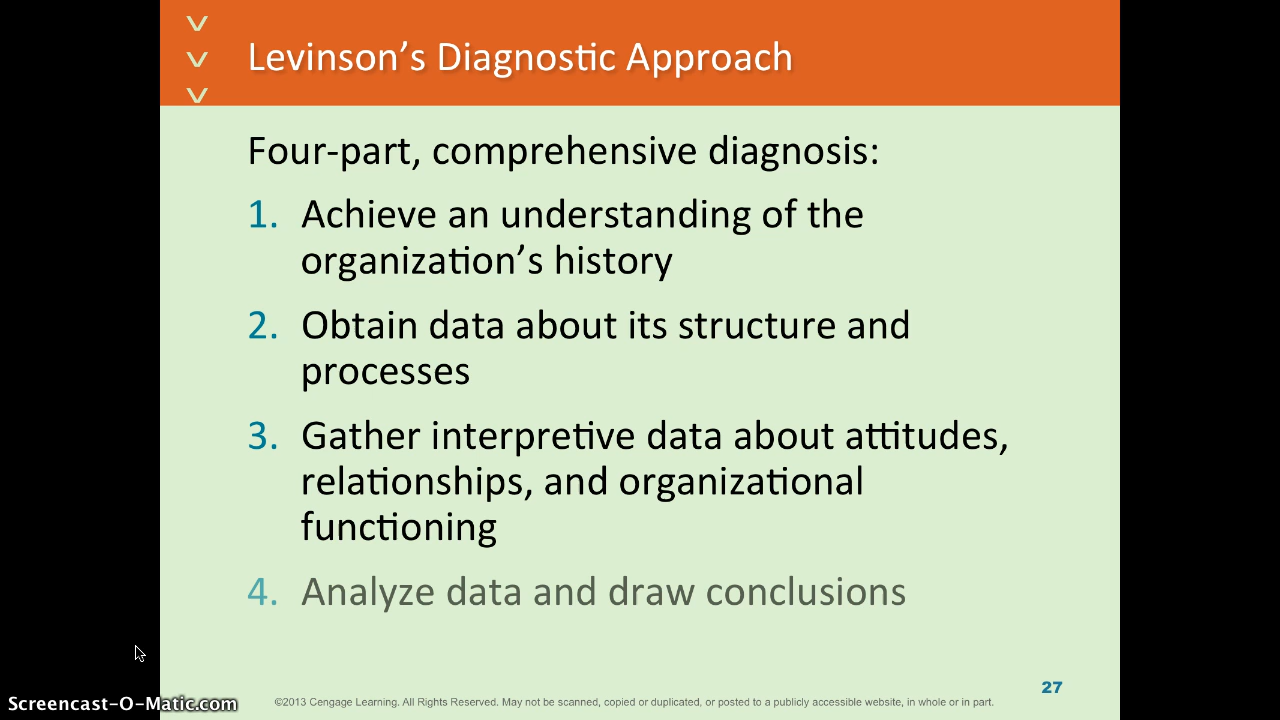 Levinson’s Diagnostic Approach
Four-part, comprehensive diagnosis:
1. Achieve an understanding of the
organization’s history
2. Obtain data about its structure and
processes
3. Gather interpretive data about attitudes,
relationships, and organizational
functioning
4. Analyze data and draw conclusions
27
©2013 Cengage Learning. All Rights Reserved. May not be scanned, copied or duplicated, or posted to a publicly accessible website, in whole or in part.
Screencast-O-Matic.com